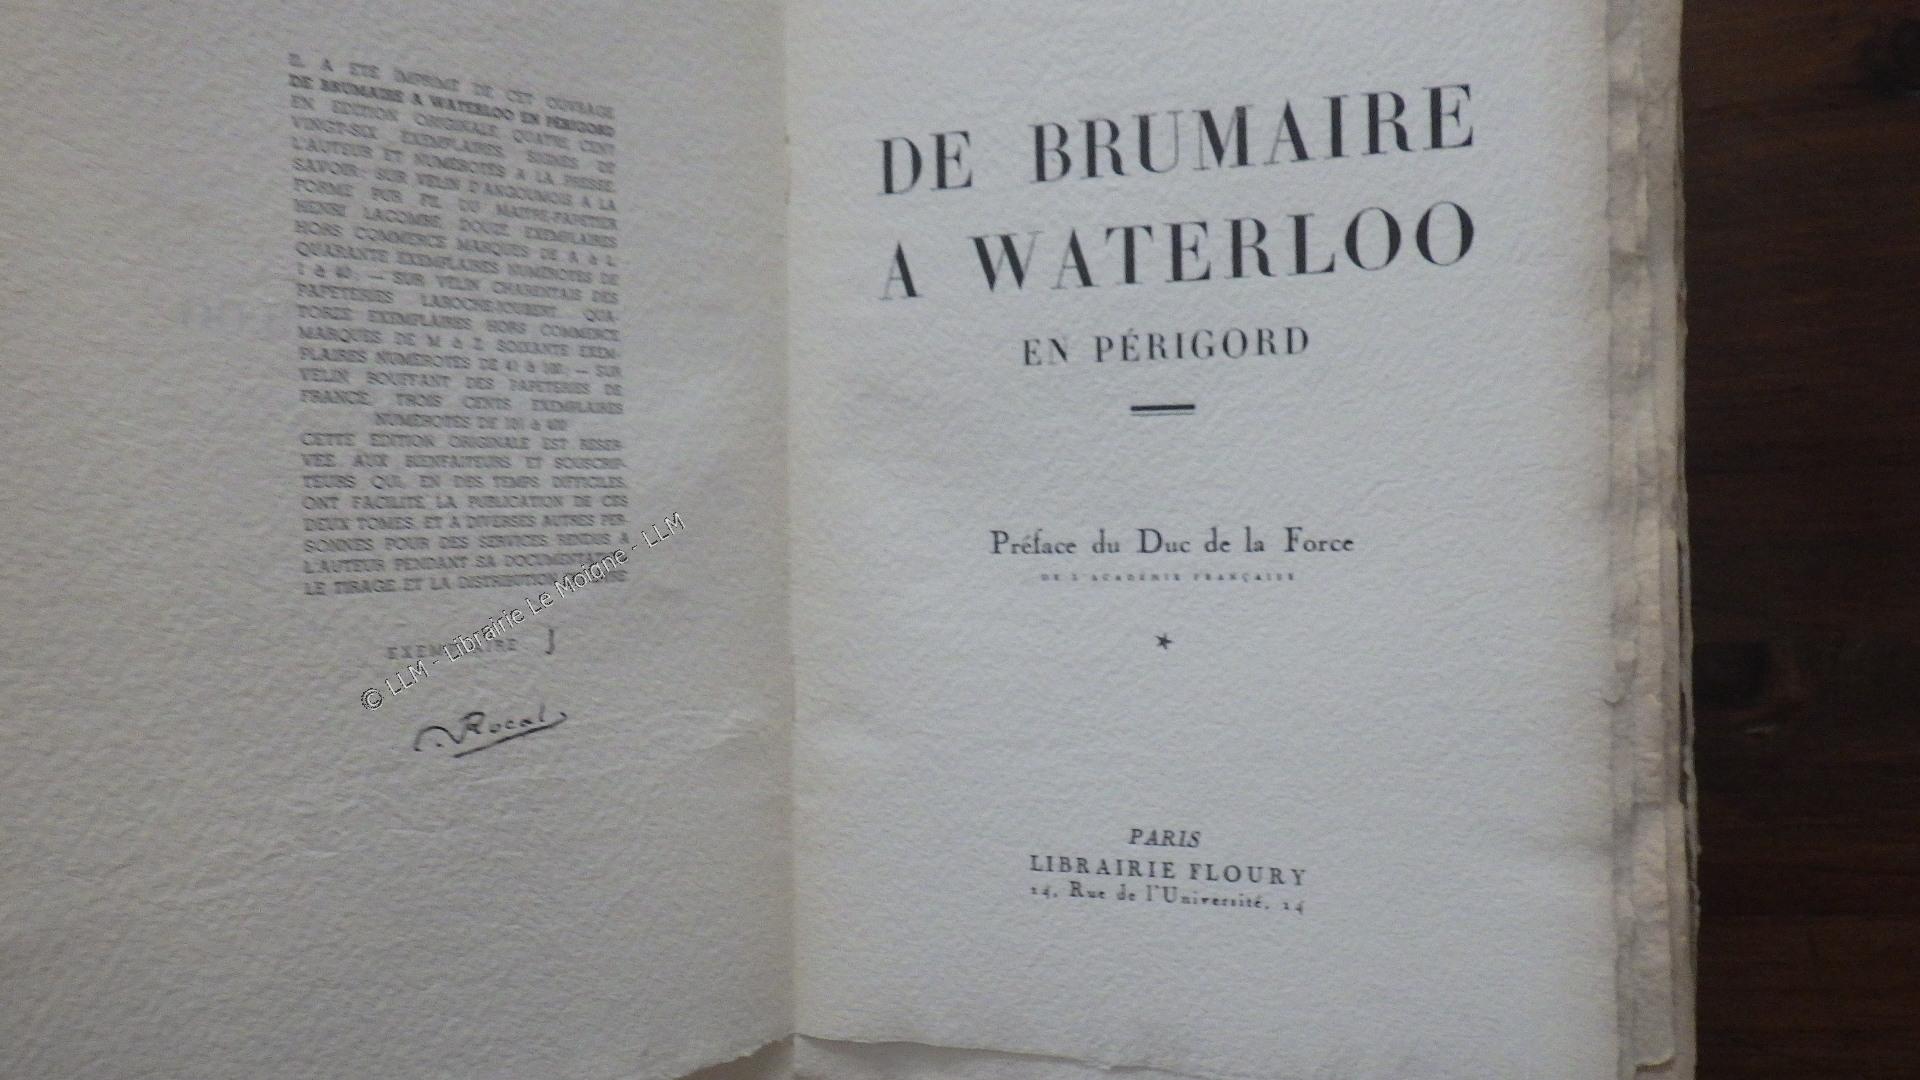 IL A ETE IMPRIME DE CET OUVRAGE
DE BRUMAIRE A WATERLOO EN PÉRIGORD
EN EDITION ORIGINALE, QUATRE CENT
VINGT-SIX EXEMPLAIRES, SIGNES DE
L'AUTEUR ET NUMEROTES A LA PRESSE,
SAVOIR: SUR VELIN D'ANGOUMOIS A LA
FORME PUR FIL DU MAITRE-PAPETIER
HENRI LACOMBE, DOUZE EXEMPLAIRES
HORS COMMERCE MARQUES DE A à L
QUARANTE EXEMPLAIRES NUMEROTES DE
1 à 40; — SUR VELIN CHARENTAIS DES
PAPETERIES LAROCHE-JOUBERT, QUA-
TORZE EXEMPLAIRES HORS COMMERCE
MARQUES DE M à Z SOIXANTE EXEM-
PLAIRES NUMEROTES DE 41 à 100; — SUR
VELIN BOUFFANT DES PAPETERIES DE
FRANCE, TROIS CENTS EXEMPLAIRES
NUMEROTES DE 101 à 400
CETTE EDITION ORIGINALE EST RESER-
VEE AUX BIENFAITEURS ET SOUSCRIP-
TEURS QUI, EN DES TEMPS DIFFICILES,
ONT FACILITE LA PUBLICATION DE CES
DEUX TOMES, ET A DIVERSES AUTRES PER-
SONNES POUR DES SERVICES RENDUS A
L'AUTEUR PENDANT SA DOCUMENTATION,
LE TIRAGE ET LA DISTRIBUTION
EXEMPLAIRE J
Rocal
© LLM - Librairie Le Moigne - LLM
DE BRUMAIRE
A WATERLOO
EN PÉRIGORD
Préface du Duc de la Force
DE L'ACADÉMIE FRANÇAISE
PARIS
LIBRAIRIE FLOURY
14, Rue de l'Université, 14